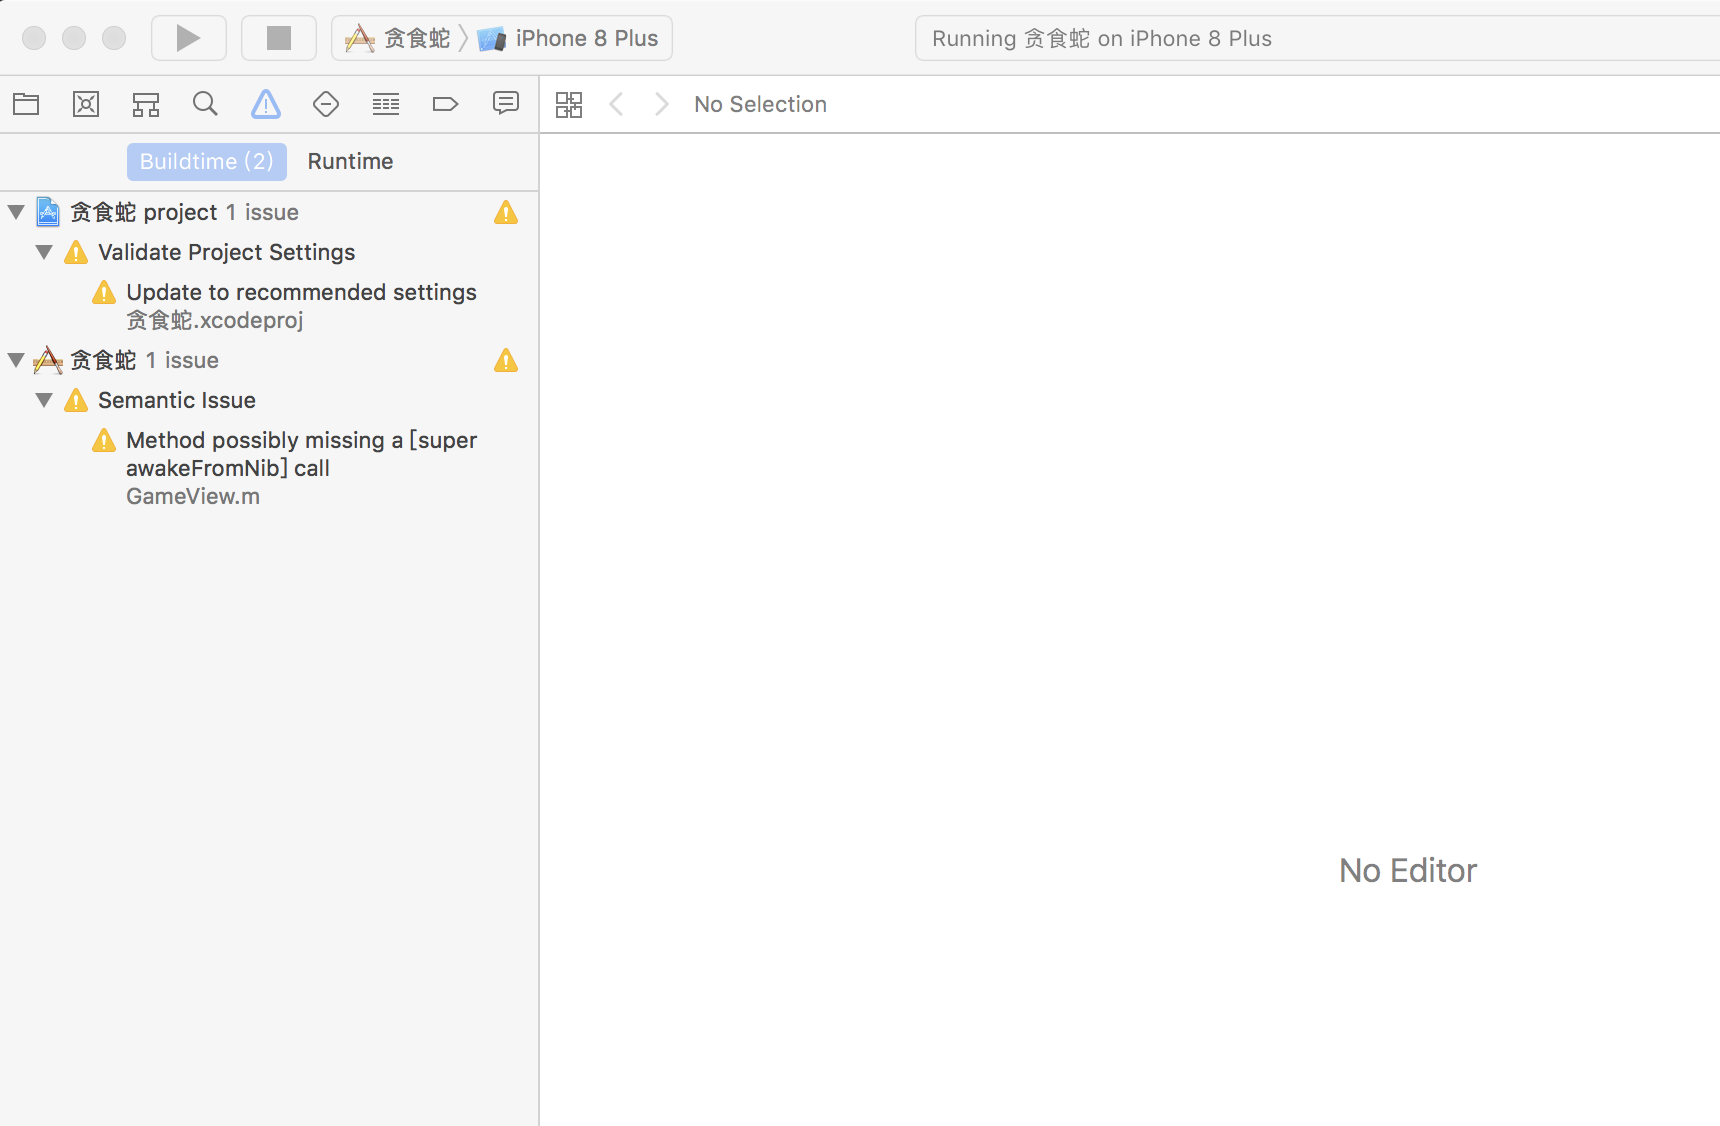 贪食蛇 iPhone 8 Plus
Running 贪食蛇 on iPhone 8 Plus
No Selection
Buildtime (2) Runtime
贪食蛇 project 1 issue
Validate Project Settings
Update to recommended settings
贪食蛇.xcodeproj
贪食蛇 1 issue
Semantic Issue
Method possibly missing a [super
awakeFromNib] call
GameView.m
No Editor